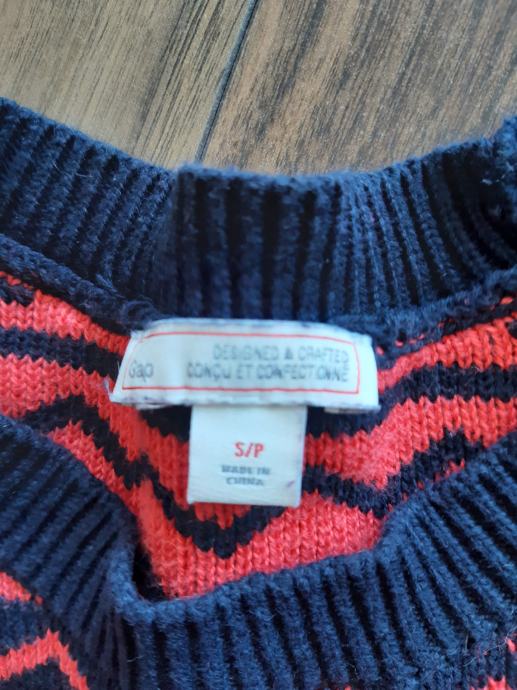 Gap
DESIGNED & CRAFTED
CONÇU ET CONFECTIONNÉ
S/P
MADE IN
CHINA